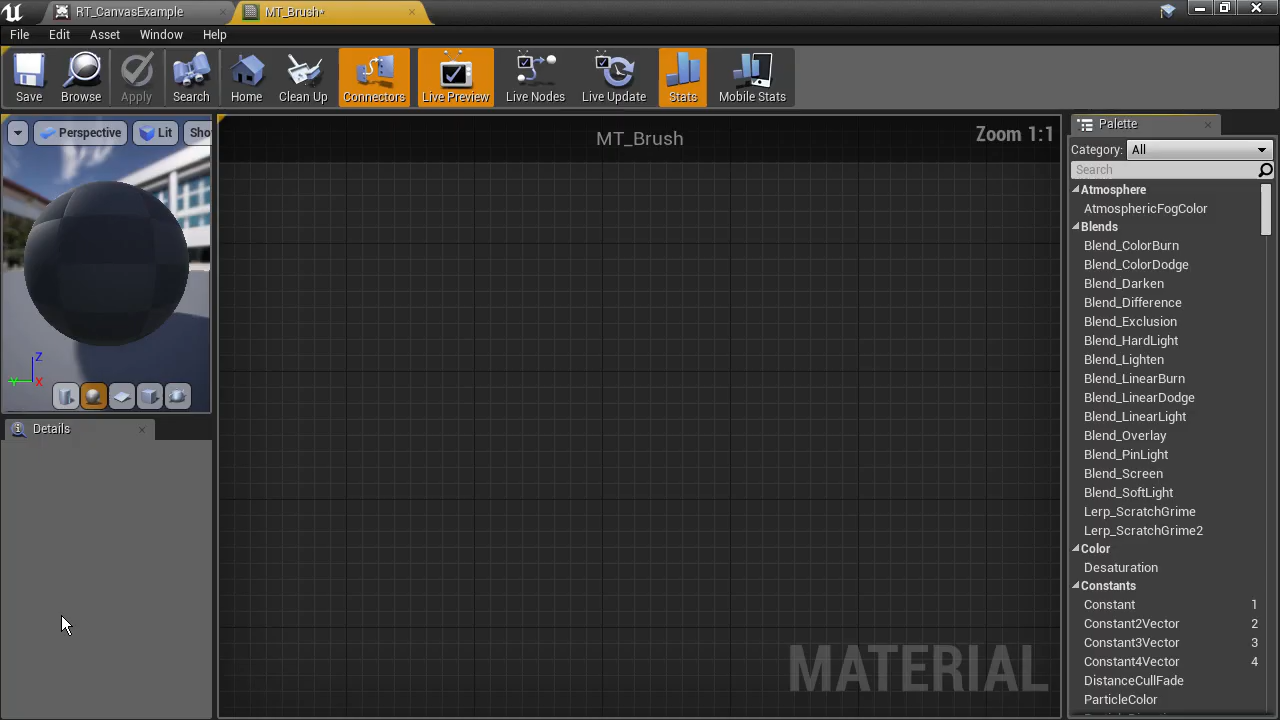 RT_CanvasExample
MT_Brush*
File Edit Asset Window Help
Save Browse Apply Search Home Clean Up Connectors Live Preview Live Nodes Live Update Stats Mobile Stats
Perspective Lit Sho
MT_Brush
Zoom 1:1
Palette
Category: All
Search
Atmosphere
AtmosphericFogColor
Blends
Blend_ColorBurn
Blend_ColorDodge
Blend_Darken
Blend_Difference
Blend_Exclusion
Blend_HardLight
Blend_Lighten
Blend_LinearBurn
Blend_LinearDodge
Blend_LinearLight
Blend_Overlay
Blend_PinLight
Blend_Screen
Blend_SoftLight
Lerp_ScratchGrime
Lerp_ScratchGrime2
Color
Desaturation
Constants
Constant 1
Constant2Vector 2
Constant3Vector 3
Constant4Vector 4
DistanceCullFade
ParticleColor
Z
Y X
Details
MATERIAL